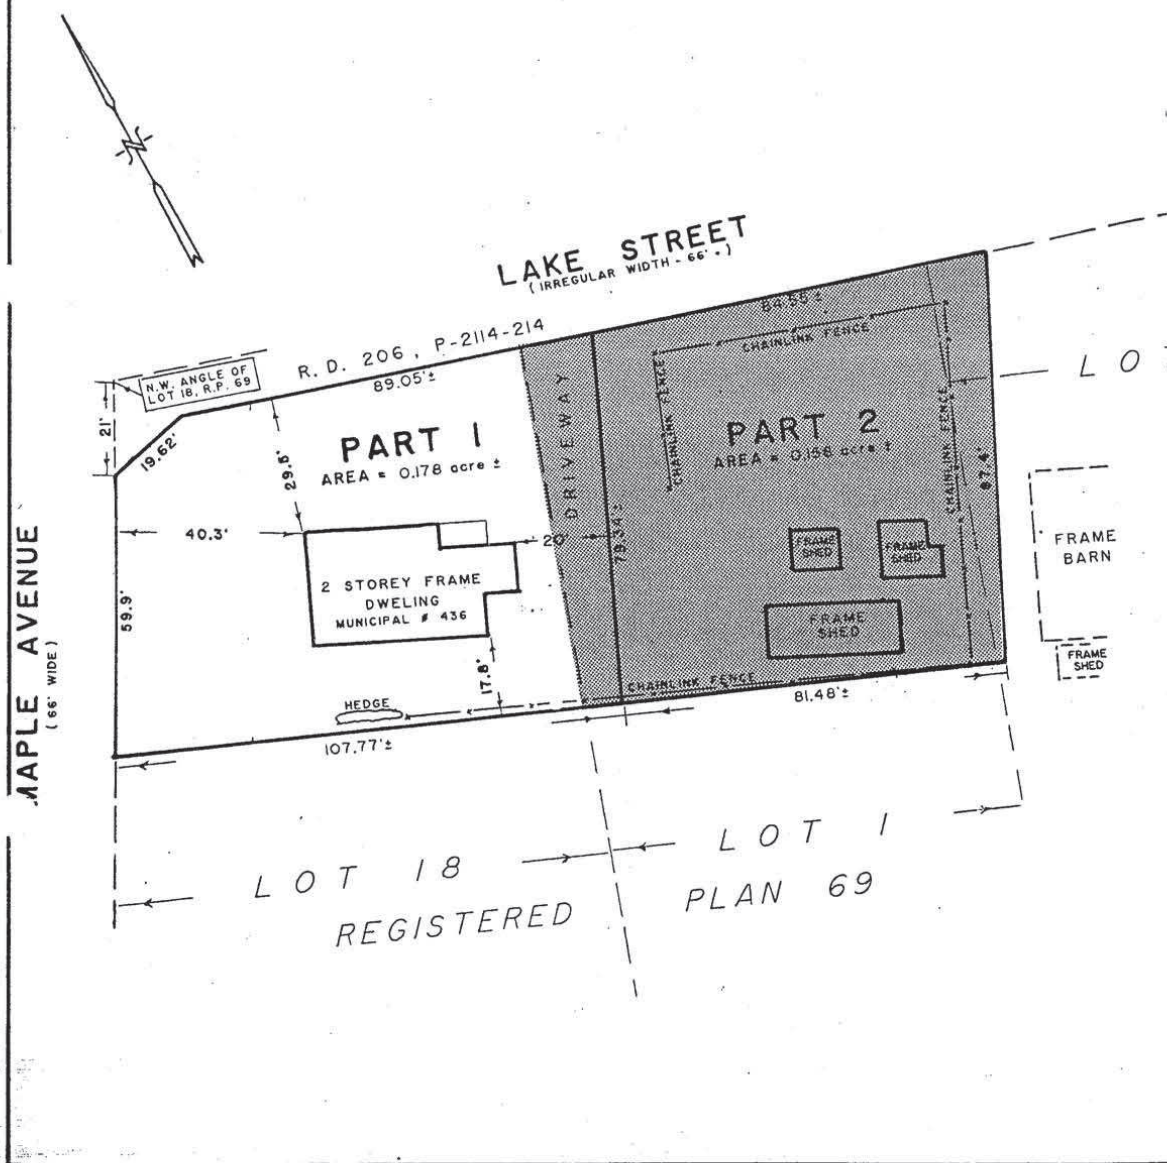 LAKE STREET
( IRREGULAR WIDTH - 66' ± )
84.55 ±
R. D. 206 , P-2114-214
89.05'±
CHAINLINK FENCE
N.W. ANGLE OF
LOT 18, R.P. 69
21'
19.62'
29.5'
PART 1
AREA = 0.178 acre ±
DRIVEWAY
CHAINLINK FENCE
PART 2
AREA = 0.156 acre ±
CHAINLINK FENCE
87.4'
L O
40.3'
20'
79.34'±
2 STOREY FRAME
DWELING
MUNICIPAL # 436
FRAME
SHED
FRAME
SHED
FRAME
SHED
FRAME
BARN
FRAME
SHED
59.9'
MAPLE AVENUE
( 66' WIDE )
17.8'
HEDGE
CHAINLINK FENCE
81.48'±
107.77'±
LOT 18
LOT 1
REGISTERED PLAN 69